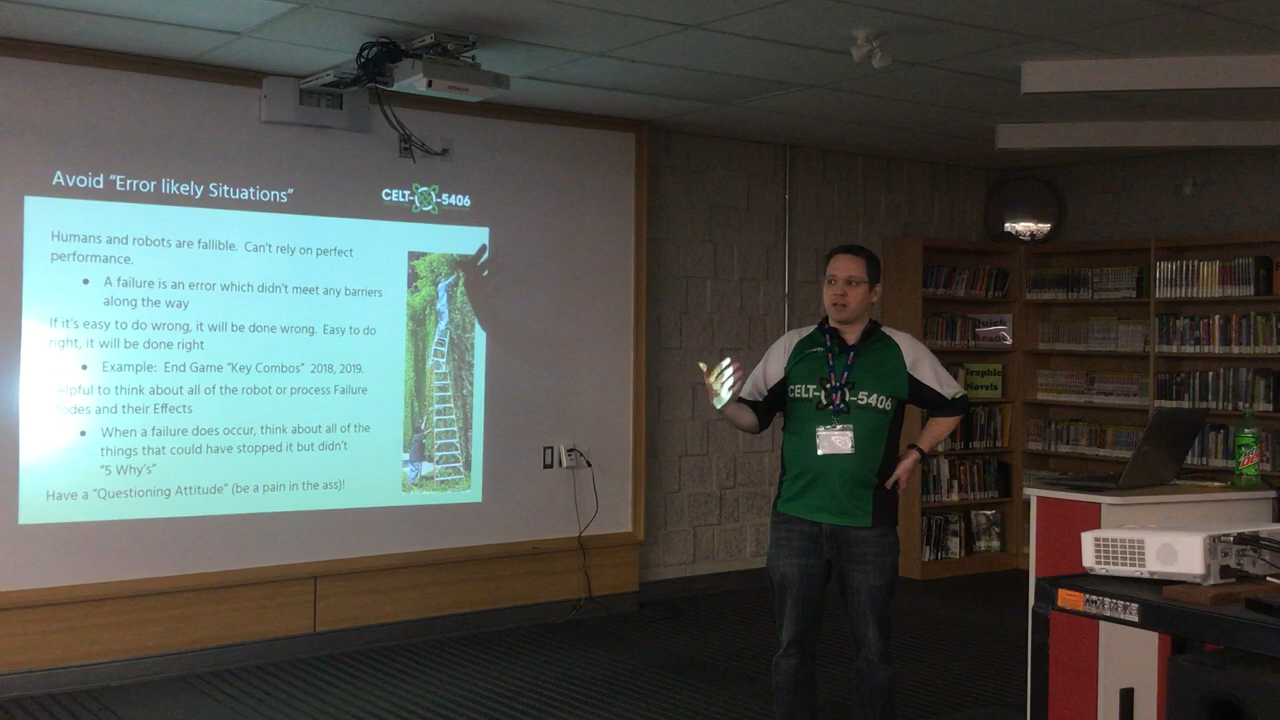 HITACHI
Avoid “Error likely Situations”
CELT- -5406
Humans and robots are fallible. Can't rely on perfect
performance.
• A failure is an error which didn't meet any barriers
along the way
If it's easy to do wrong, it will be done wrong. Easy to do
right, it will be done right
• Example: End Game “Key Combos” 2018, 2019.
Helpful to think about all of the robot or process Failure
Modes and their Effects
• When a failure does occur, think about all of the
things that could have stopped it but didn't
“5 Why's”
Have a “Questioning Attitude” (be a pain in the ass)!
CELT- -5406
Quick
Read
Graphic
Novels